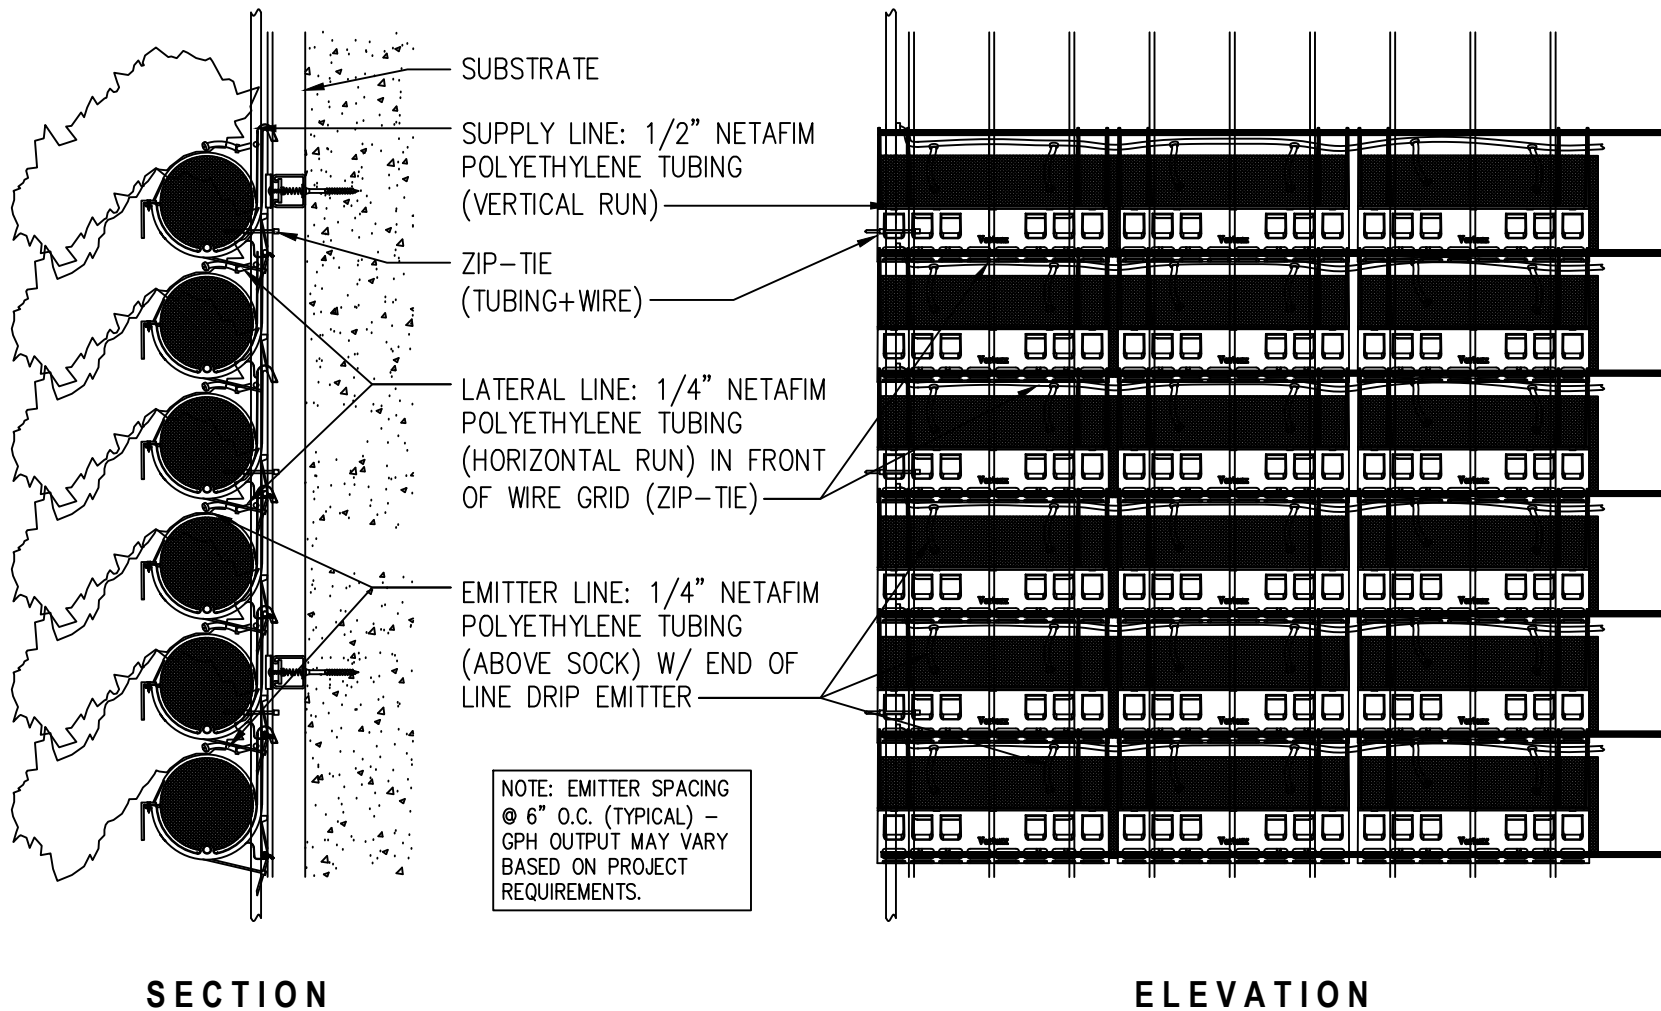 SUBSTRATE
SUPPLY LINE: 1/2" NETAFIM
POLYETHYLENE TUBING
(VERTICAL RUN)
ZIP-TIE
(TUBING+WIRE)
LATERAL LINE: 1/4" NETAFIM
POLYETHYLENE TUBING
(HORIZONTAL RUN) IN FRONT
OF WIRE GRID (ZIP-TIE)
EMITTER LINE: 1/4" NETAFIM
POLYETHYLENE TUBING
(ABOVE SOCK) W/ END OF
LINE DRIP EMITTER
NOTE: EMITTER SPACING
@ 6" O.C. (TYPICAL) –
GPH OUTPUT MAY VARY
BASED ON PROJECT
REQUIREMENTS.
SECTION
ELEVATION